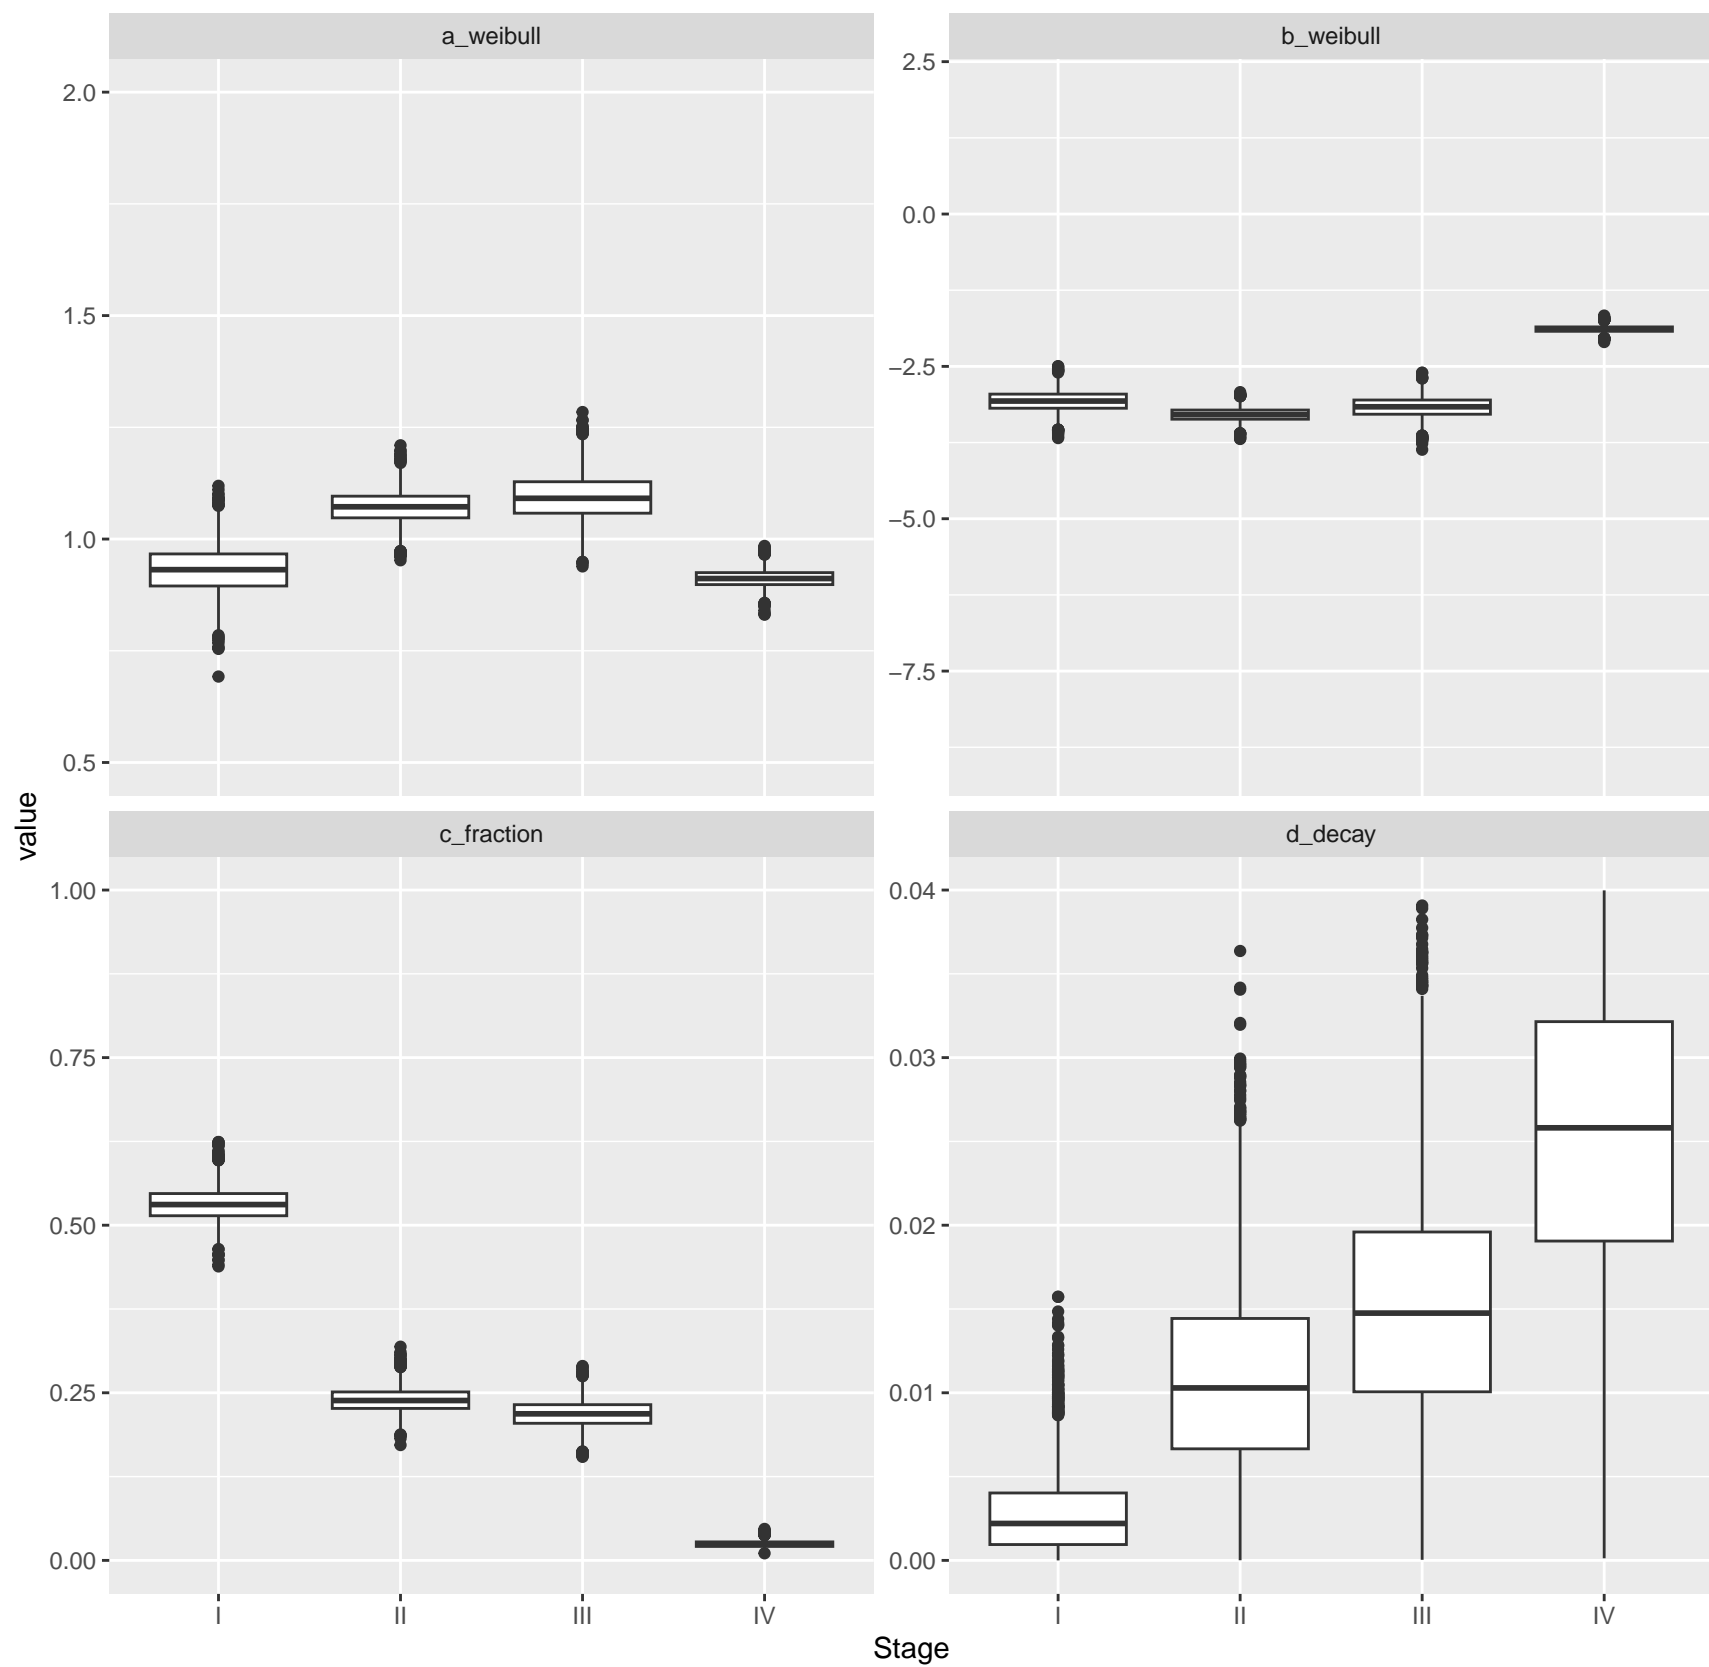 a_weibull
b_weibull
2.0
1.5
1.0
0.5
2.5
0.0
−2.5
−5.0
−7.5
value
c_fraction
d_decay
1.00
0.75
0.50
0.25
0.00
0.04
0.03
0.02
0.01
0.00
I II III IV
I II III IV
Stage